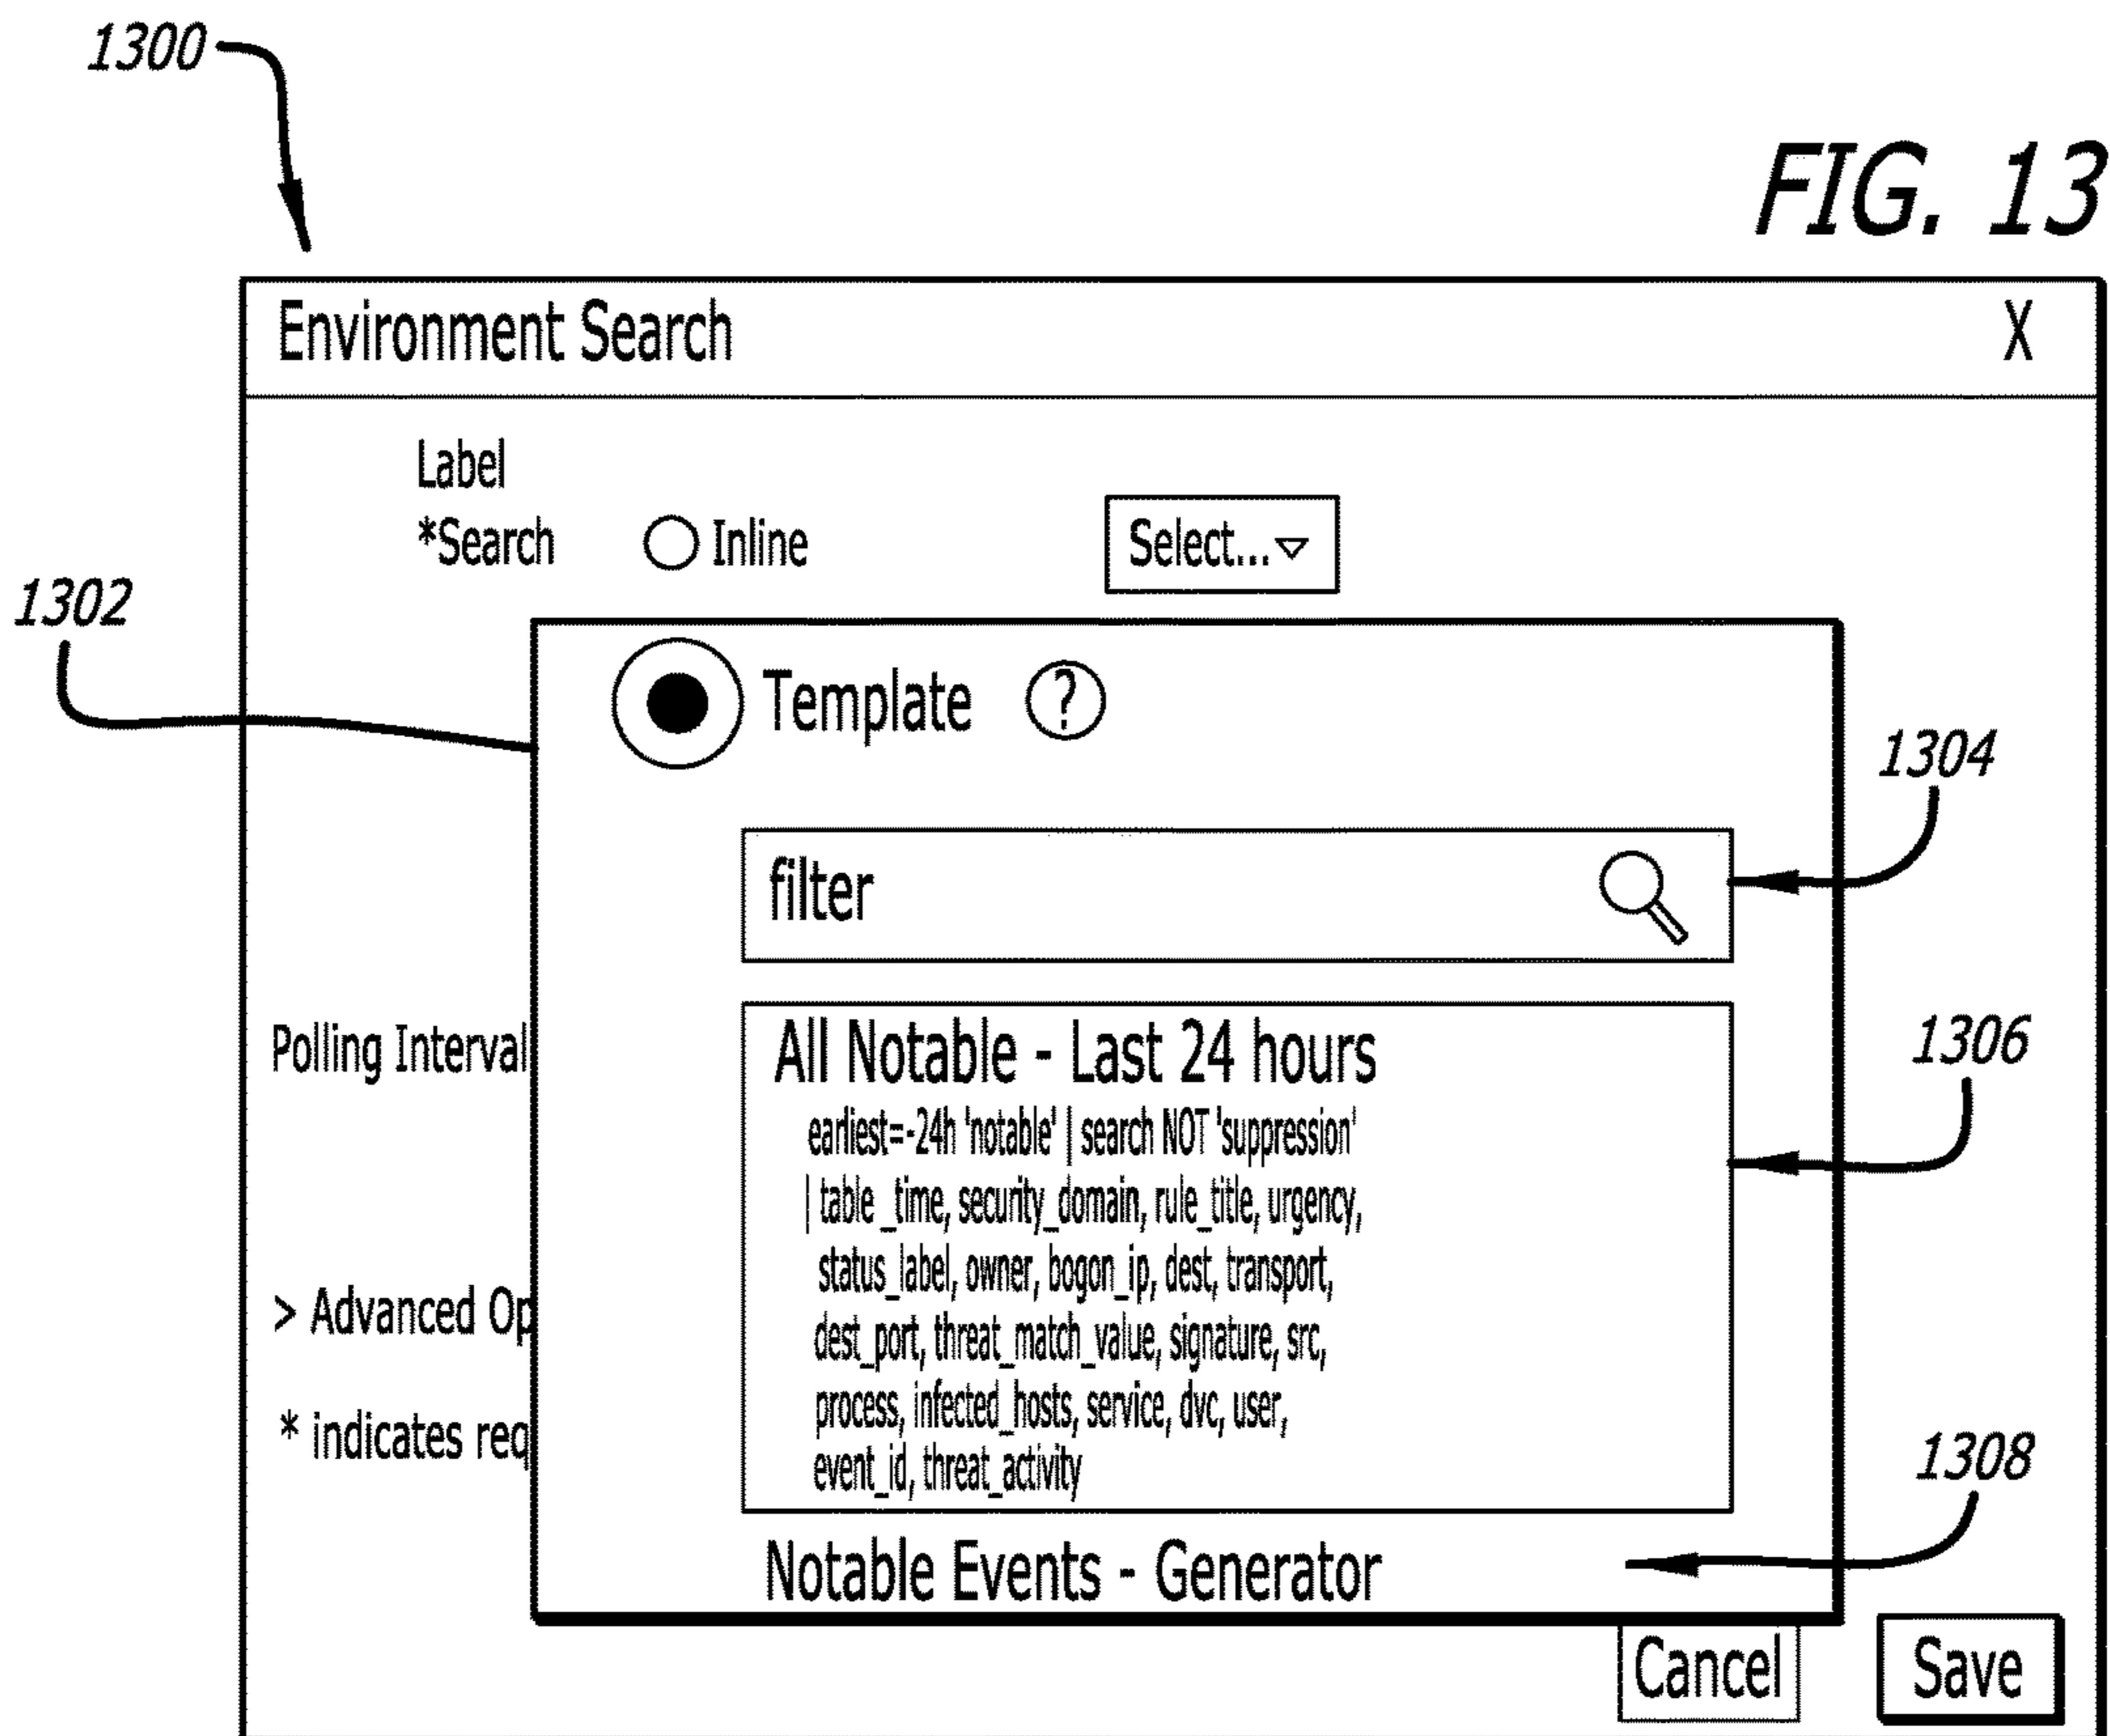 1300
FIG. 13
Environment Search X
Label
*Search Inline Select...
1302
Template ?
1304
filter
1306
Polling Interval
All Notable - Last 24 hours
earliest=-24h 'notable' | search NOT 'suppression'
| table _time, security_domain, rule_title, urgency,
status_label, owner, bogon_ip, dest, transport,
dest_port, threat_match_value, signature, src,
process, infected_hosts, service, dvc, user,
event_id, threat_activity
> Advanced Op
* indicates req
1308
Notable Events - Generator
Cancel Save